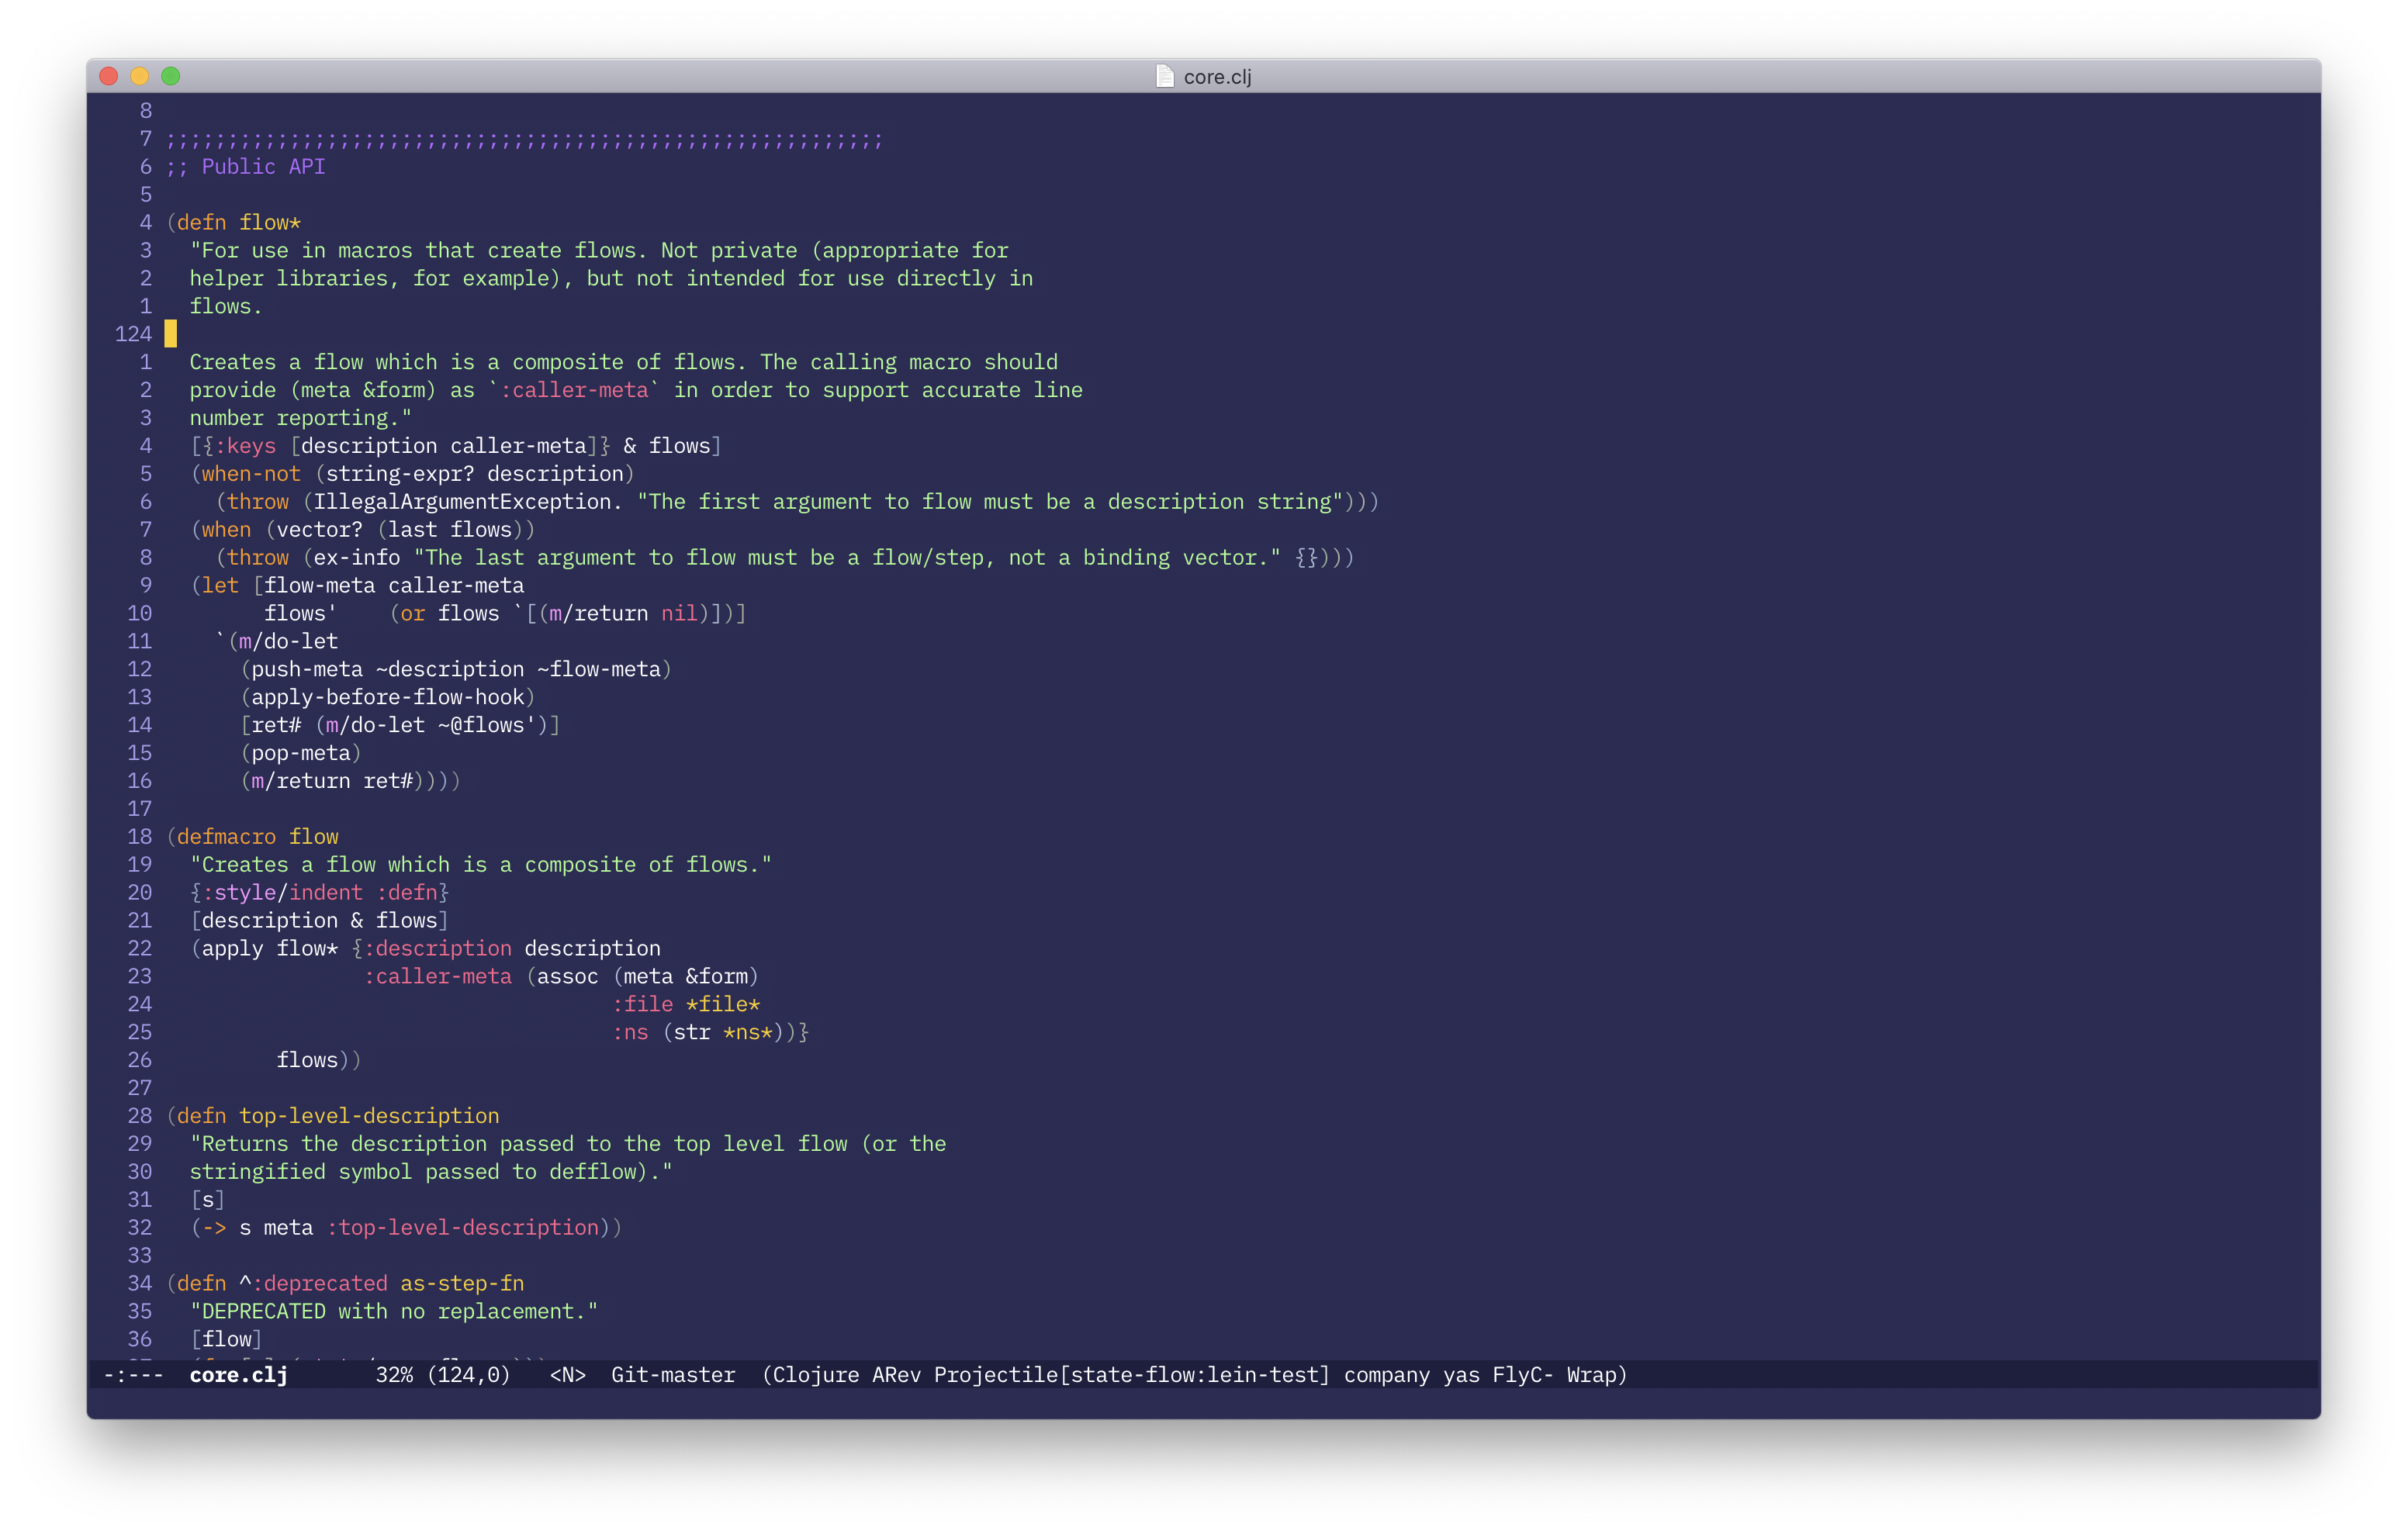 core.clj
8
7 ;;;;;;;;;;;;;;;;;;;;;;;;;;;;;;;;;;;;;;;;;;;;;;;;;;;;;;;;;;
6 ;; Public API
5
4 (defn flow*
3   "For use in macros that create flows. Not private (appropriate for
2   helper libraries, for example), but not intended for use directly in
1   flows.
124
1   Creates a flow which is a composite of flows. The calling macro should
2   provide (meta &form) as `:caller-meta` in order to support accurate line
3   number reporting."
4   [{:keys [description caller-meta]} & flows]
5   (when-not (string-expr? description)
6     (throw (IllegalArgumentException. "The first argument to flow must be a description string")))
7   (when (vector? (last flows))
8     (throw (ex-info "The last argument to flow must be a flow/step, not a binding vector." {})))
9   (let [flow-meta caller-meta
10         flows'    (or flows `[(m/return nil)])]
11     `(m/do-let
12       (push-meta ~description ~flow-meta)
13       (apply-before-flow-hook)
14       [ret# (m/do-let ~@flows')]
15       (pop-meta)
16       (m/return ret#))))
17
18 (defmacro flow
19   "Creates a flow which is a composite of flows."
20   {:style/indent :defn}
21   [description & flows]
22   (apply flow* {:description description
23                 :caller-meta (assoc (meta &form)
24                                     :file *file*
25                                     :ns (str *ns*))}
26          flows))
27
28 (defn top-level-description
29   "Returns the description passed to the top level flow (or the
30   stringified symbol passed to defflow)."
31   [s]
32   (-> s meta :top-level-description))
33
34 (defn ^:deprecated as-step-fn
35   "DEPRECATED with no replacement."
36   [flow]
-:---  core.clj       32% (124,0)   <N>  Git-master  (Clojure ARev Projectile[state-flow:lein-test] company yas FlyC- Wrap)